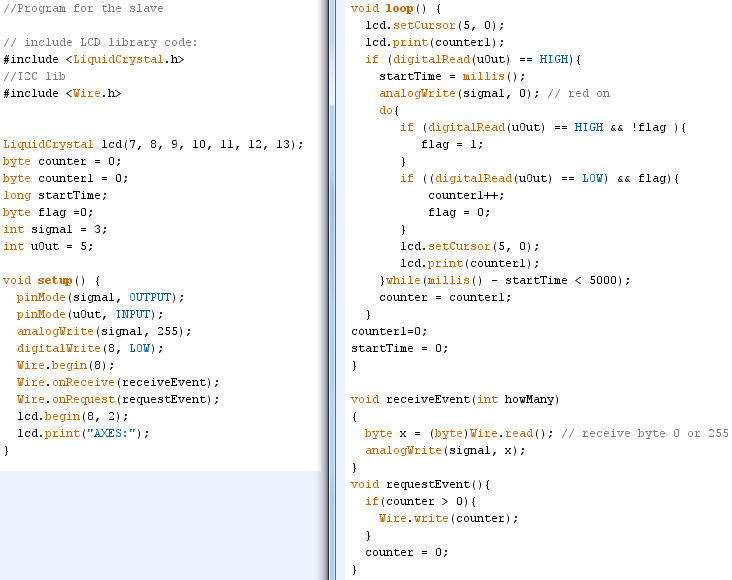 //Program for the slave

// include LCD library code:
#include <LiquidCrystal.h>
//I2C lib
#include <Wire.h>

LiquidCrystal lcd(7, 8, 9, 10, 11, 12, 13);
byte counter = 0;
byte counter1 = 0;
long startTime;
byte flag =0;
int signal = 3;
int uOut = 5;

void setup() {
  pinMode(signal, OUTPUT);
  pinMode(uOut, INPUT);
  analogWrite(signal, 255);
  digitalWrite(8, LOW);
  Wire.begin(8);
  Wire.onReceive(receiveEvent);
  Wire.onRequest(requestEvent);
  lcd.begin(8, 2);
  lcd.print("AXES:");
}
void loop() {
  lcd.setCursor(5, 0);
  lcd.print(counter1);
  if (digitalRead(uOut) == HIGH){
    startTime = millis();
    analogWrite(signal, 0); // red on
    do{
       if (digitalRead(uOut) == HIGH && !flag ){
          flag = 1;
       }
       if ((digitalRead(uOut) == LOW) && flag){
           counter1++;
           flag = 0;
       }
       lcd.setCursor(5, 0);
       lcd.print(counter1);
    }while(millis() - startTime < 5000);
    counter = counter1;
  }
counter1=0;
startTime = 0;
}

void receiveEvent(int howMany)
{
  byte x = (byte)Wire.read(); // receive byte 0 or 255
  analogWrite(signal, x);
}
void requestEvent(){
  if(counter > 0){
    Wire.write(counter);
  }
  counter = 0;
}